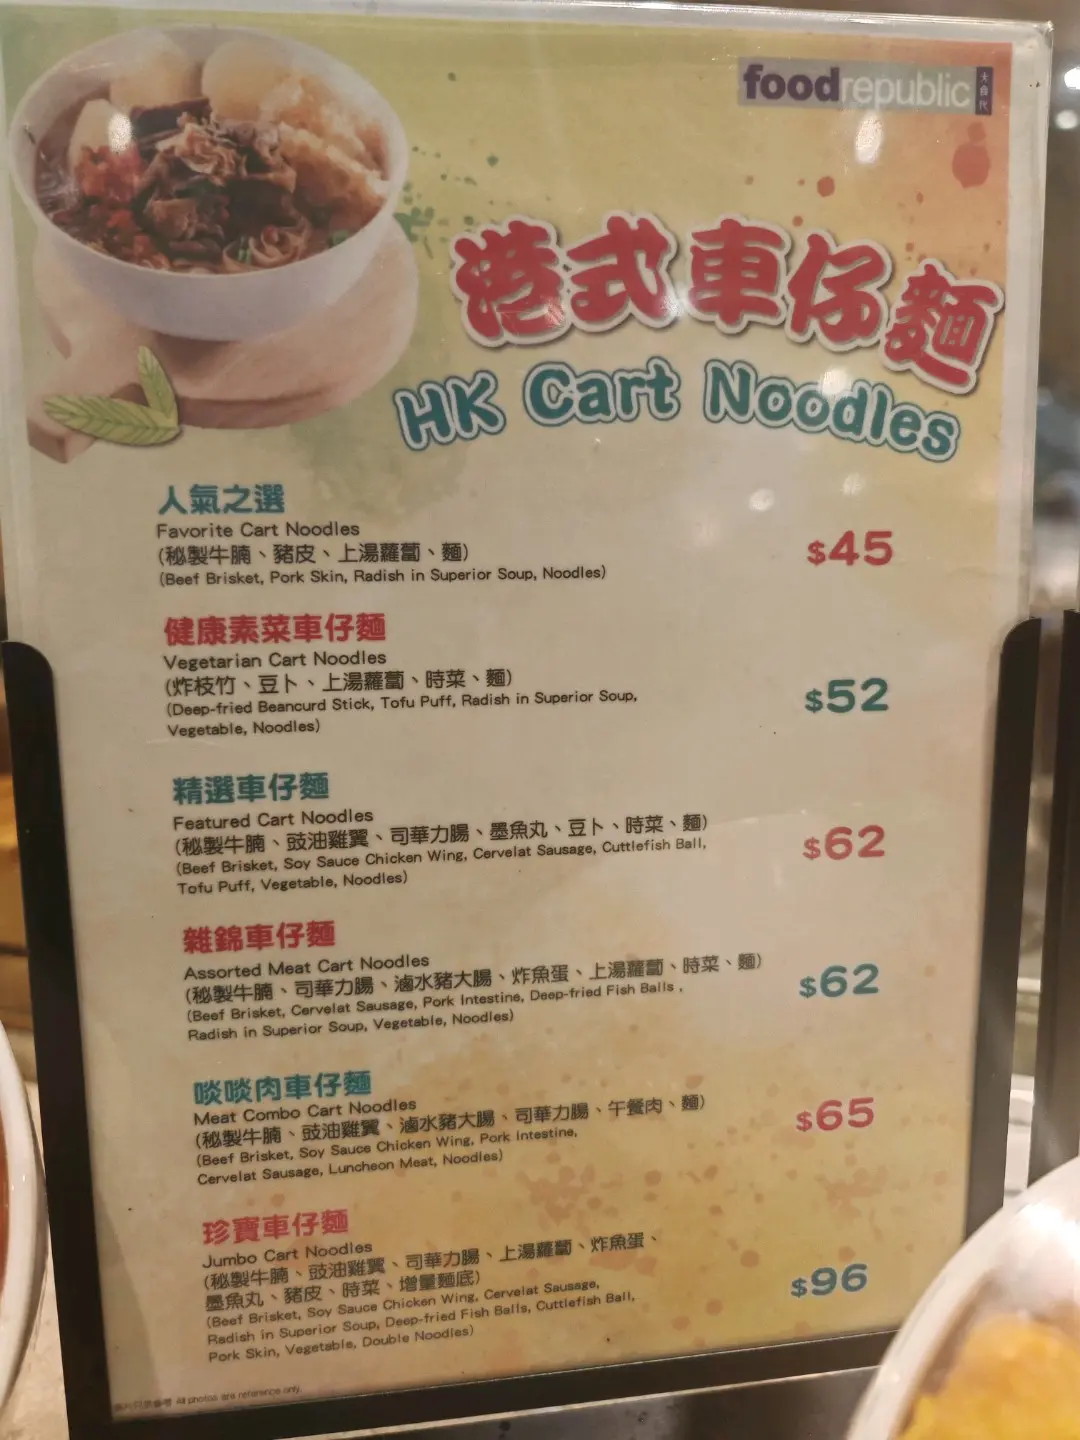 foodrepublic 大食代
港式車仔麵
HK Cart Noodles
人氣之選
Favorite Cart Noodles
(秘製牛腩、豬皮、上湯蘿蔔、麵)
(Beef Brisket, Pork Skin, Radish in Superior Soup, Noodles)
$45
健康素菜車仔麵
Vegetarian Cart Noodles
(炸枝竹、豆卜、上湯蘿蔔、時菜、麵)
(Deep-fried Beancurd Stick, Tofu Puff, Radish in Superior Soup,
Vegetable, Noodles)
$52
精選車仔麵
Featured Cart Noodles
(秘製牛腩、豉油雞翼、司華力腸、墨魚丸、豆卜、時菜、麵)
(Beef Brisket, Soy Sauce Chicken Wing, Cervelat Sausage, Cuttlefish Ball,
Tofu Puff, Vegetable, Noodles)
$62
雜錦車仔麵
Assorted Meat Cart Noodles
(秘製牛腩、司華力腸、滷水豬大腸、炸魚蛋、上湯蘿蔔、時菜、麵)
(Beef Brisket, Cervelat Sausage, Pork Intestine, Deep-fried Fish Balls ,
Radish in Superior Soup, Vegetable, Noodles)
$62
啖啖肉車仔麵
Meat Combo Cart Noodles
(秘製牛腩、豉油雞翼、滷水豬大腸、司華力腸、午餐肉、麵)
(Beef Brisket, Soy Sauce Chicken Wing, Pork Intestine,
Cervelat Sausage, Luncheon Meat, Noodles)
$65
珍寶車仔麵
Jumbo Cart Noodles
(秘製牛腩、豉油雞翼、司華力腸、上湯蘿蔔、炸魚蛋、
墨魚丸、豬皮、時菜、增量麵底)
(Beef Brisket, Soy Sauce Chicken Wing, Cervelat Sausage,
Radish in Superior Soup, Deep-fried Fish Balls, Cuttlefish Ball,
Pork Skin, Vegetable, Double Noodles)
$96
All photos are reference only.